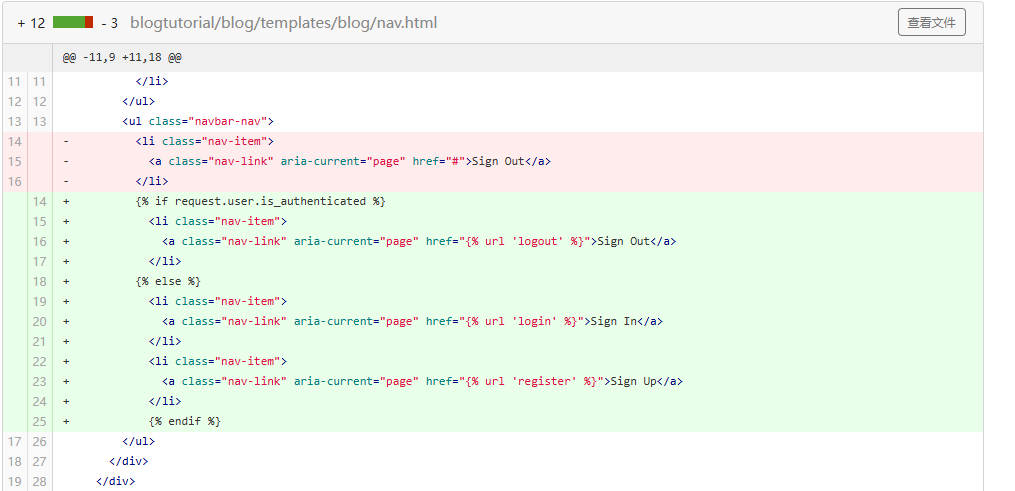 + 12 - 3 blogtutorial/blog/templates/blog/nav.html 查看文件
@@ -11,9 +11,18 @@
11 11 </li>
12 12 </ul>
13 13 <ul class="navbar-nav">
14 - <li class="nav-item">
15 - <a class="nav-link" aria-current="page" href="#">Sign Out</a>
16 - </li>
14 + {% if request.user.is_authenticated %}
15 + <li class="nav-item">
16 + <a class="nav-link" aria-current="page" href="{% url 'logout' %}">Sign Out</a>
17 + </li>
18 + {% else %}
19 + <li class="nav-item">
20 + <a class="nav-link" aria-current="page" href="{% url 'login' %}">Sign In</a>
21 + </li>
22 + <li class="nav-item">
23 + <a class="nav-link" aria-current="page" href="{% url 'register' %}">Sign Up</a>
24 + </li>
25 + {% endif %}
17 26 </ul>
18 27 </div>
19 28 </div>